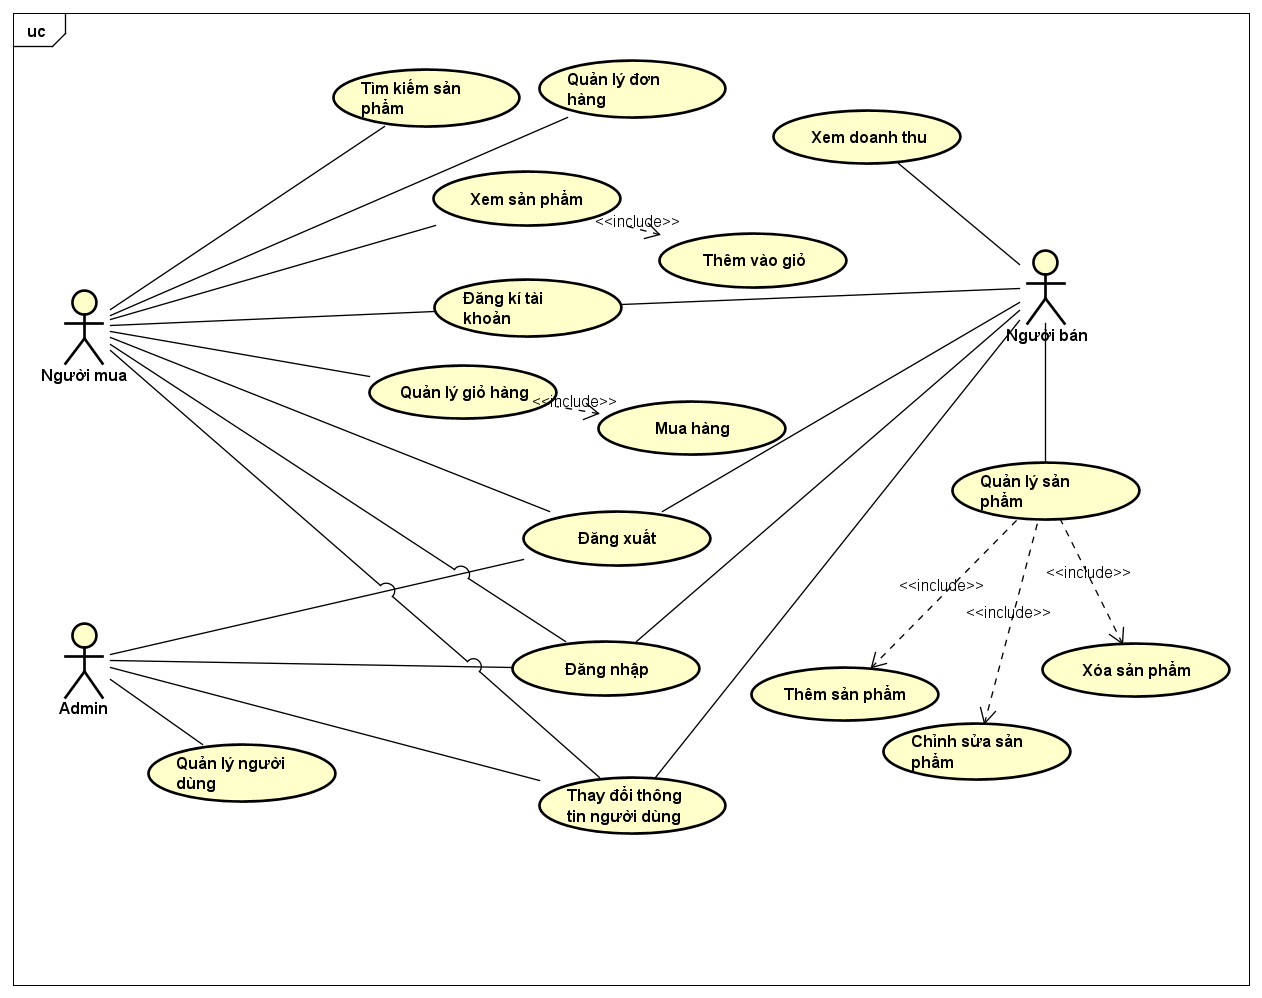 uc
Tìm kiếm sản
phẩm
Quản lý đơn
hàng
Xem doanh thu
Xem sản phẩm
<<include>>
Thêm vào giỏ
Đăng kí tài
khoản
Người bán
Người mua
Quản lý giỏ hàng
<<include>>
Mua hàng
Quản lý sản
phẩm
Đăng xuất
<<include>>
<<include>>
<<include>>
Đăng nhập
Xóa sản phẩm
Thêm sản phẩm
Admin
Chỉnh sửa sản
phẩm
Quản lý người
dùng
Thay đổi thông
tin người dùng